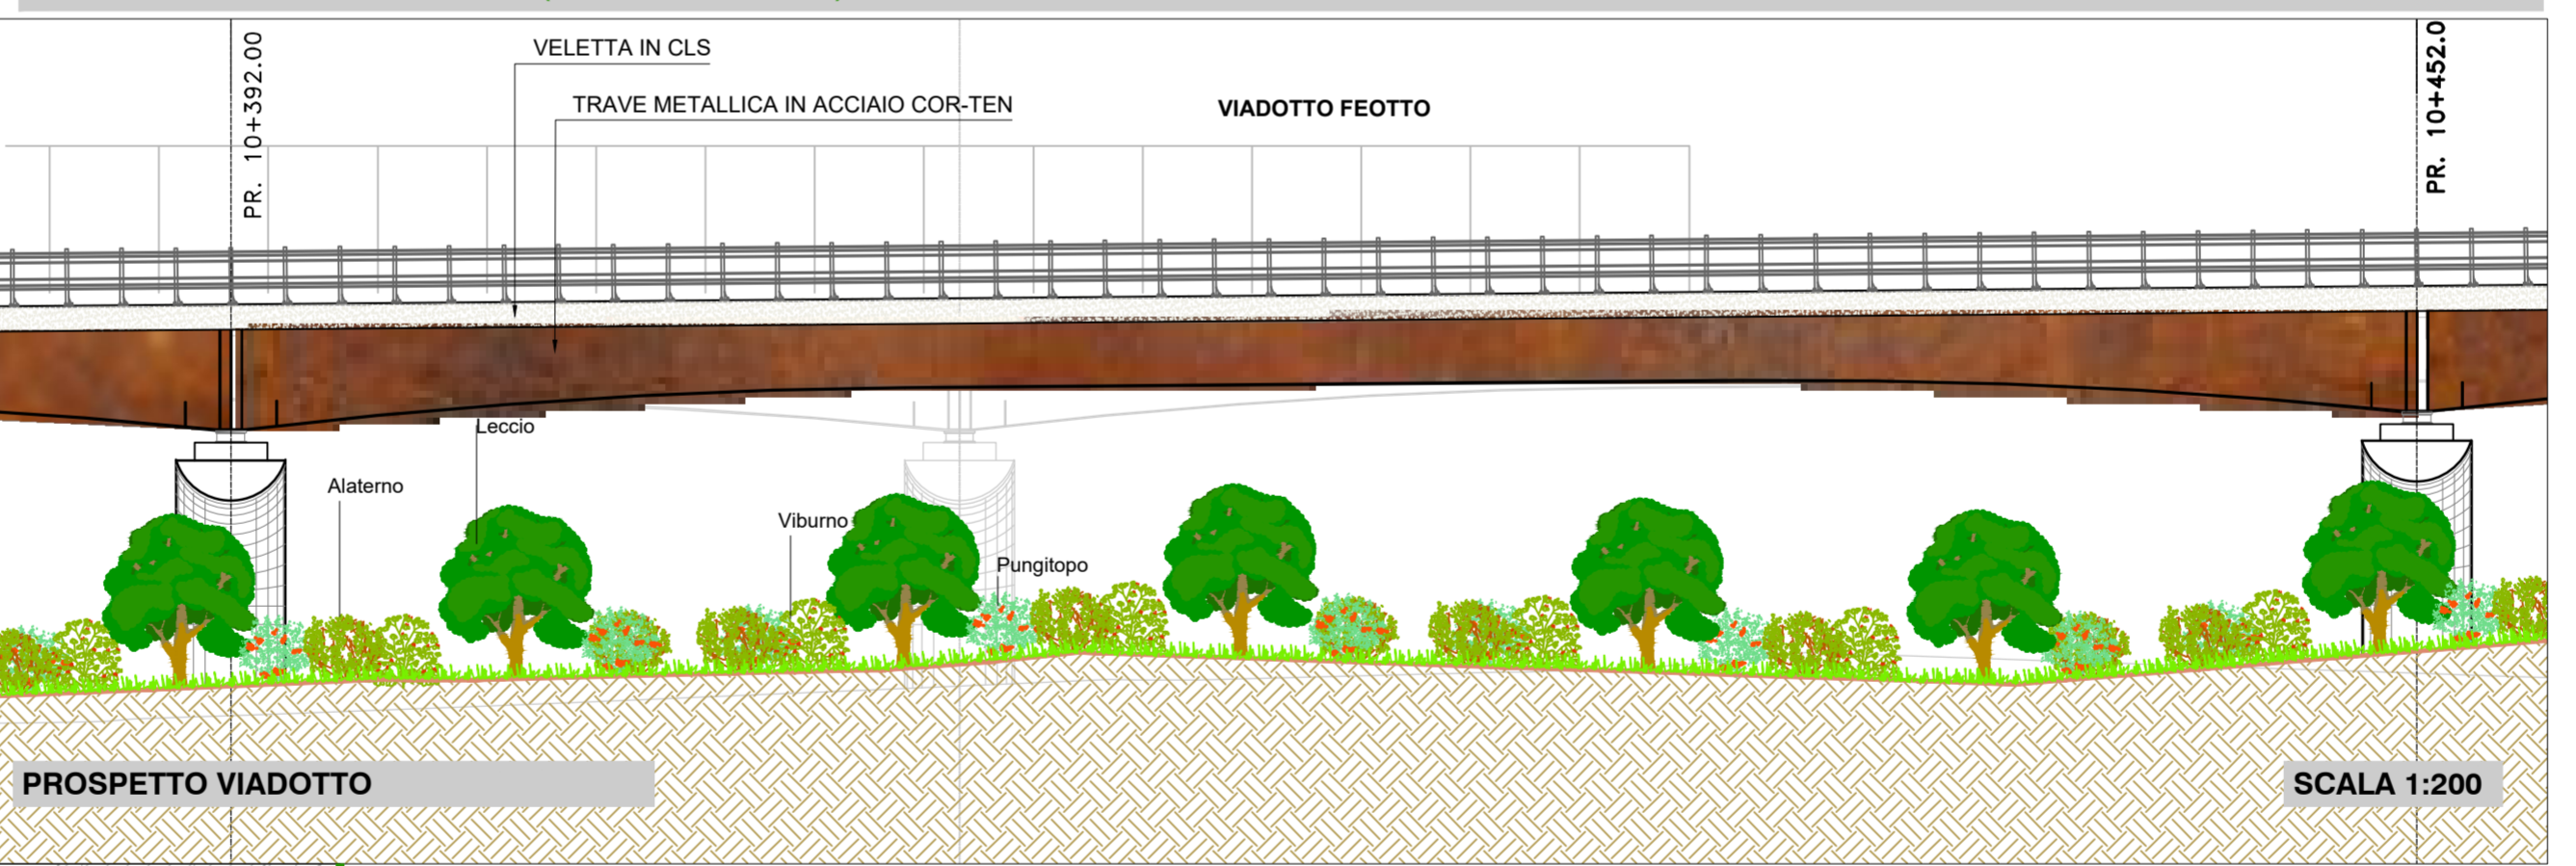 PR. 10+392.00
VELETTA IN CLS
TRAVE METALLICA IN ACCIAIO COR-TEN
VIADOTTO FEOTTO
PR. 10+452.0
Leccio
Alaterno
Viburno
Pungitopo
PROSPETTO VIADOTTO
SCALA 1:200